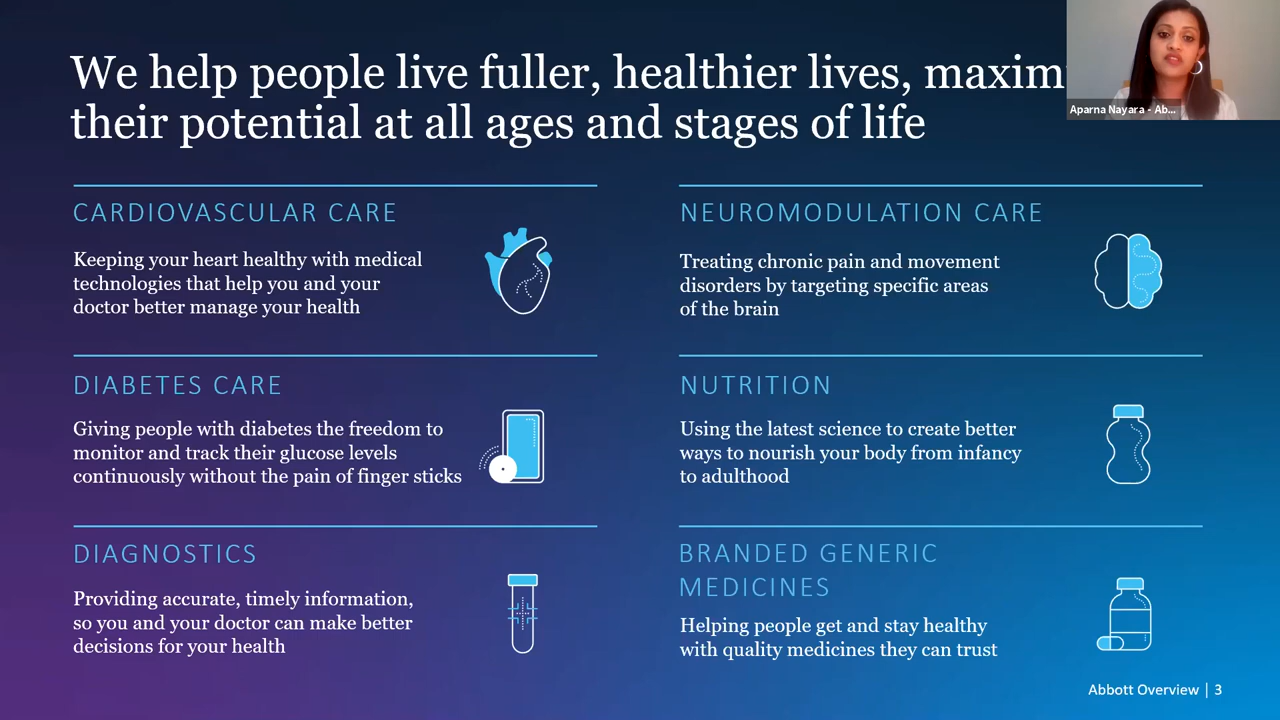 We help people live fuller, healthier lives, maxim
their potential at all ages and stages of life
Aparna Nayara - Ab...
CARDIOVASCULAR CARE
Keeping your heart healthy with medical
technologies that help you and your
doctor better manage your health
NEUROMODULATION CARE
Treating chronic pain and movement
disorders by targeting specific areas
of the brain
DIABETES CARE
Giving people with diabetes the freedom to
monitor and track their glucose levels
continuously without the pain of finger sticks
NUTRITION
Using the latest science to create better
ways to nourish your body from infancy
to adulthood
DIAGNOSTICS
Providing accurate, timely information,
so you and your doctor can make better
decisions for your health
BRANDED GENERIC
MEDICINES
Helping people get and stay healthy
with quality medicines they can trust
Abbott Overview | 3